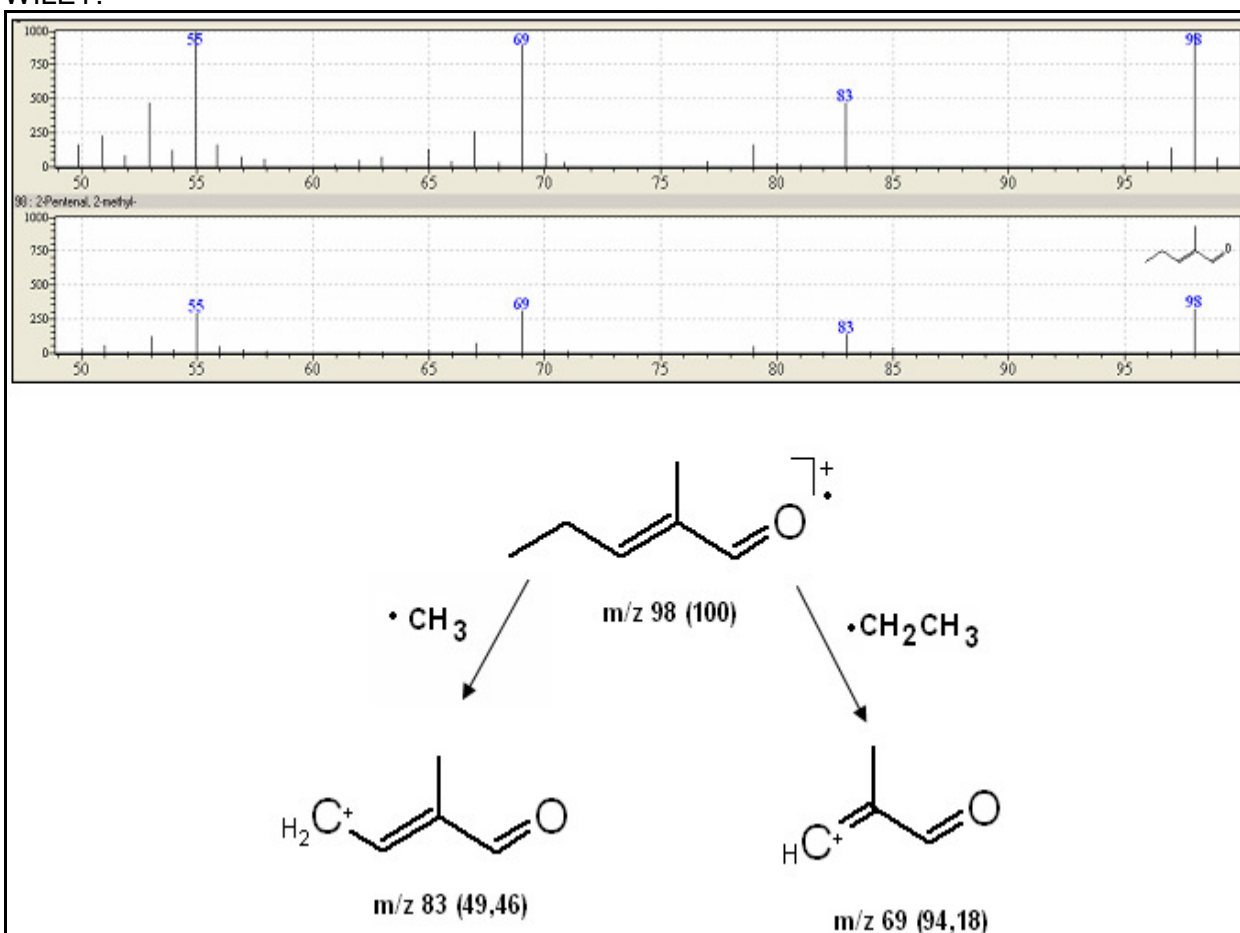 1000
55
69
98
750
83
500
250
0
50 55 60 65 70 75 80 85 90 95
98 : 2-Pentenal, 2-methyl-
1000
750
O
500
55
69
98
250
83
0
50 55 60 65 70 75 80 85 90 95
+
•
O
m/z 98 (100)
• CH3
•CH2CH3
H2C+
O
HC+
O
m/z 83 (49,46)
m/z 69 (94,18)